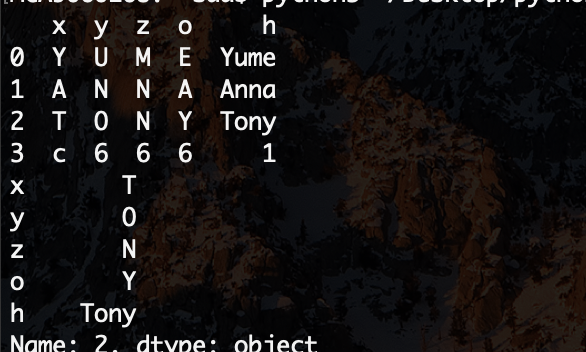 x  y  z  o     h
0  Y  U  M  E  Yume
1  A  N  N  A  Anna
2  T  O  N  Y  Tony
3  c  6  6  6     1
x       T
y       O
z       N
o       Y
h    Tony
Name: 2, dtype: object